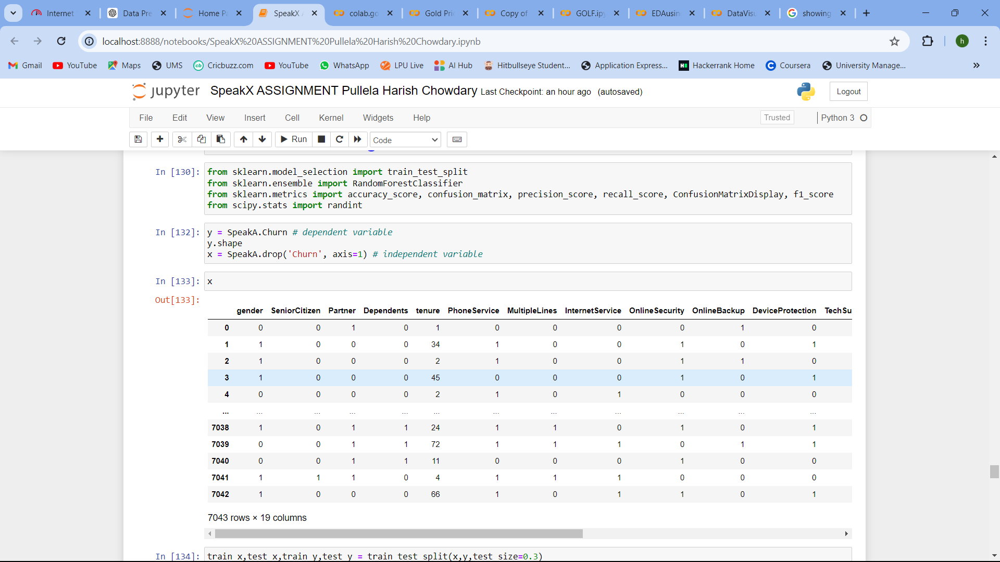 Internet
Data Pre
Home Pa
SpeakX A
colab.go
Gold Pri
Copy of
GOLF.ipy
EDAusin
DataVisu
showing
localhost:8888/notebooks/SpeakX%20ASSIGNMENT%20Pullela%20Harish%20Chowdary.ipynb
h
Gmail YouTube Maps UMS Cricbuzz.com YouTube WhatsApp LPU Live AI Hub Hitbullseye Student... Application Express... Hackerrank Home Coursera University Manage...
jupyter SpeakX ASSIGNMENT Pullela Harish Chowdary Last Checkpoint: an hour ago (autosaved)
Logout
File Edit View Insert Cell Kernel Widgets Help
Trusted
Python 3
Run
Code
In [130]: from sklearn.model_selection import train_test_split
from sklearn.ensemble import RandomForestClassifier
from sklearn.metrics import accuracy_score, confusion_matrix, precision_score, recall_score, ConfusionMatrixDisplay, f1_score
from scipy.stats import randint
In [132]: y = SpeakA.Churn # dependent variable
y.shape
x = SpeakA.drop('Churn', axis=1) # independent variable
In [133]: x
Out[133]:
gender SeniorCitizen Partner Dependents tenure PhoneService MultipleLines InternetService OnlineSecurity OnlineBackup DeviceProtection TechSu
0 0 0 1 0 1 0 0 0 0 1 0
1 1 0 0 0 34 1 0 0 1 0 1
2 1 0 0 0 2 1 0 0 1 1 0
3 1 0 0 0 45 0 0 0 1 0 1
4 0 0 0 0 2 1 0 1 0 0 0
... ... ... ... ... ... ... ... ... ... ... ...
7038 1 0 1 1 24 1 1 0 1 0 1
7039 0 0 1 1 72 1 1 1 0 1 1
7040 0 0 1 1 11 0 0 0 1 0 0
7041 1 1 1 0 4 1 1 1 0 0 0
7042 1 0 0 0 66 1 0 1 1 0 1
7043 rows × 19 columns
In [134]: train_x,test_x,train_y,test_y = train_test_split(x,y,test_size=0.3)